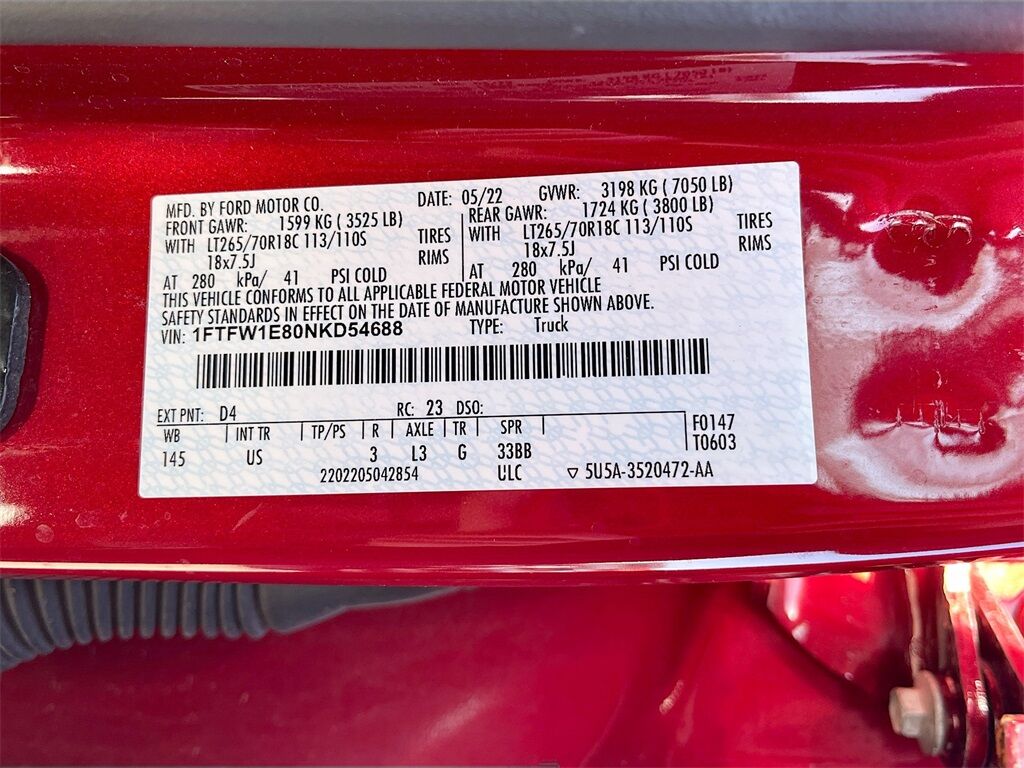 MFD. BY FORD MOTOR CO. DATE: 05/22 GVWR: 3198 KG ( 7050 LB)
FRONT GAWR: 1599 KG ( 3525 LB) REAR GAWR: 1724 KG ( 3800 LB)
WITH LT265/70R18C 113/110S TIRES WITH LT265/70R18C 113/110S TIRES
18x7.5J RIMS 18x7.5J RIMS
AT 280 kPa/ 41 PSI COLD AT 280 kPa/ 41 PSI COLD
THIS VEHICLE CONFORMS TO ALL APPLICABLE FEDERAL MOTOR VEHICLE
SAFETY STANDARDS IN EFFECT ON THE DATE OF MANUFACTURE SHOWN ABOVE.
VIN: 1FTFW1E80NKD54688 TYPE: Truck
EXT PNT: D4 RC: 23 DSO:
WB INT TR TP/PS R AXLE TR SPR F0147
145 US 3 L3 G 33BB T0603
2202205042854 ULC ▽ 5U5A-3520472-AA